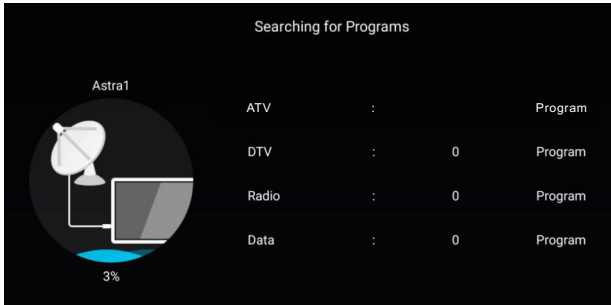 Searching for Programs
Astra1
ATV : Program
DTV : 0 Program
Radio : 0 Program
Data : 0 Program
3%